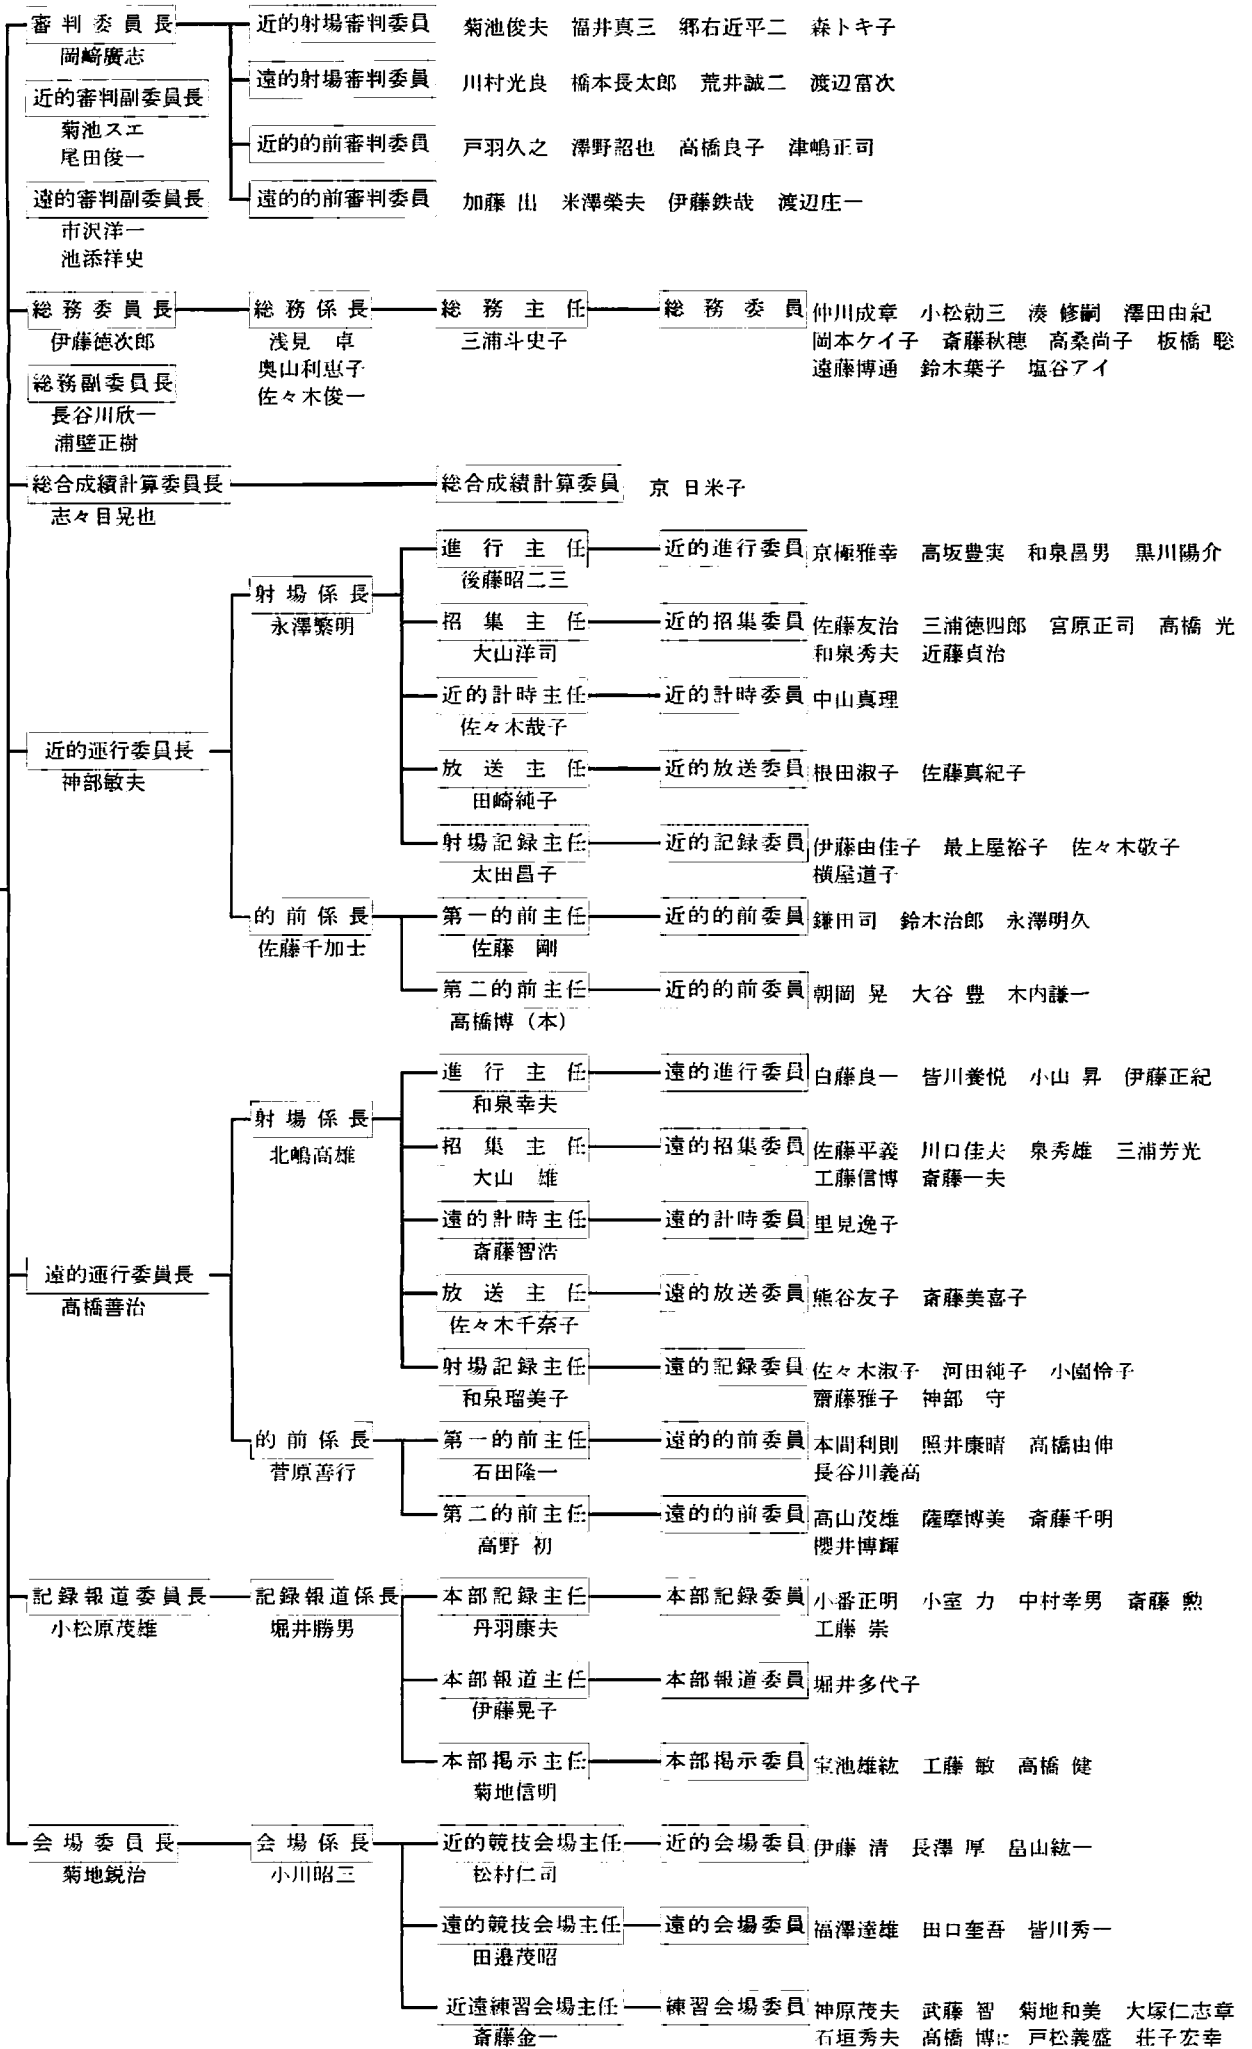 審判委員長 近的射場審判委員 菊池俊夫 福井真三 郷右近平二 森トキ子
岡崎廣志
遠的射場審判委員 川村光良 橋本長太郎 荒井誠二 渡辺富次
近的審判副委員長
菊池スエ
尾田俊一
近的的前審判委員 戸羽久之 澤野詔也 高橋良子 津嶋正司
遠的審判副委員長 遠的的前審判委員 加藤 出 米澤榮夫 伊藤鉄哉 渡辺庄一
市沢洋一
池添祥史
総務委員長 総務係長 総務主任 総務委員 仲川成章 小松勍三 湊 修嗣 澤田由紀
伊藤徳次郎 浅見 卓 三浦斗史子 岡本ケイ子 斎藤秋穂 高桑尚子 板橋 聡
奥山利恵子 遠藤博通 鈴木葉子 塩谷アイ
総務副委員長 佐々木俊一
長谷川欣一
浦壁正樹
総合成績計算委員長 総合成績計算委員 京 日米子
志々目晃也
進行主任 近的進行委員 京極雅幸 高坂豊実 和泉昌男 黒川陽介
後藤昭二三
射場係長
永澤繁明
招集主任 近的招集委員 佐藤友治 三浦徳四郎 宮原正司 高橋 光
大山洋司 和泉秀夫 近藤貞治
近的計時主任 近的計時委員 中山真理
佐々木哉子
近的運行委員長
神部敏夫
放送主任 近的放送委員 根田淑子 佐藤真紀子
田崎純子
射場記録主任 近的記録委員 伊藤由佳子 最上屋裕子 佐々木敬子
太田昌子 横屋道子
的前係長 第一的前主任 近的的前委員 鎌田司 鈴木治郎 永澤明久
佐藤千加士 佐藤 剛
第二的前主任 近的的前委員 朝岡 晃 大谷 豊 木内謙一
高橋博(本)
進行主任 遠的進行委員 白藤良一 皆川養悦 小山 昇 伊藤正紀
和泉幸夫
射場係長
北嶋高雄
招集主任 遠的招集委員 佐藤平義 川口佳夫 泉秀雄 三浦芳光
大山 雄 工藤信博 斎藤一夫
遠的計時主任 遠的計時委員 里見逸子
斎藤智浩
遠的運行委員長
高橋善治
放送主任 遠的放送委員 熊谷友子 斎藤美喜子
佐々木千奈子
射場記録主任 遠的記録委員 佐々木淑子 河田純子 小園怜子
和泉瑠美子 齋藤雅子 神部 守
的前係長 第一的前主任 遠的的前委員 本間利則 照井康晴 高橋由伸
菅原善行 石田隆一 長谷川義高
第二的前主任 遠的的前委員 高山茂雄 薩摩博美 斎藤千明
高野 初 櫻井博輝
記録報道委員長 記録報道係長 本部記録主任 本部記録委員 小番正明 小室 力 中村孝男 斎藤 勲
小松原茂雄 堀井勝男 丹羽康夫 工藤 崇
本部報道主任 本部報道委員 堀井多代子
伊藤晃子
本部掲示主任 本部掲示委員 宝池雄紘 工藤 敏 高橋 健
菊地信明
会場委員長 会場係長 近的競技会場主任 近的会場委員 伊藤 清 長澤 厚 畠山紘一
菊地鋭治 小川昭三 松村仁司
遠的競技会場主任 遠的会場委員 福澤達雄 田口奎吾 皆川秀一
田邉茂昭
近遠練習会場主任 練習会場委員 神原茂夫 武藤 智 菊地和美 大塚仁志章
斎藤金一 石垣秀夫 高橋 博に 戸松義盛 荘子宏幸